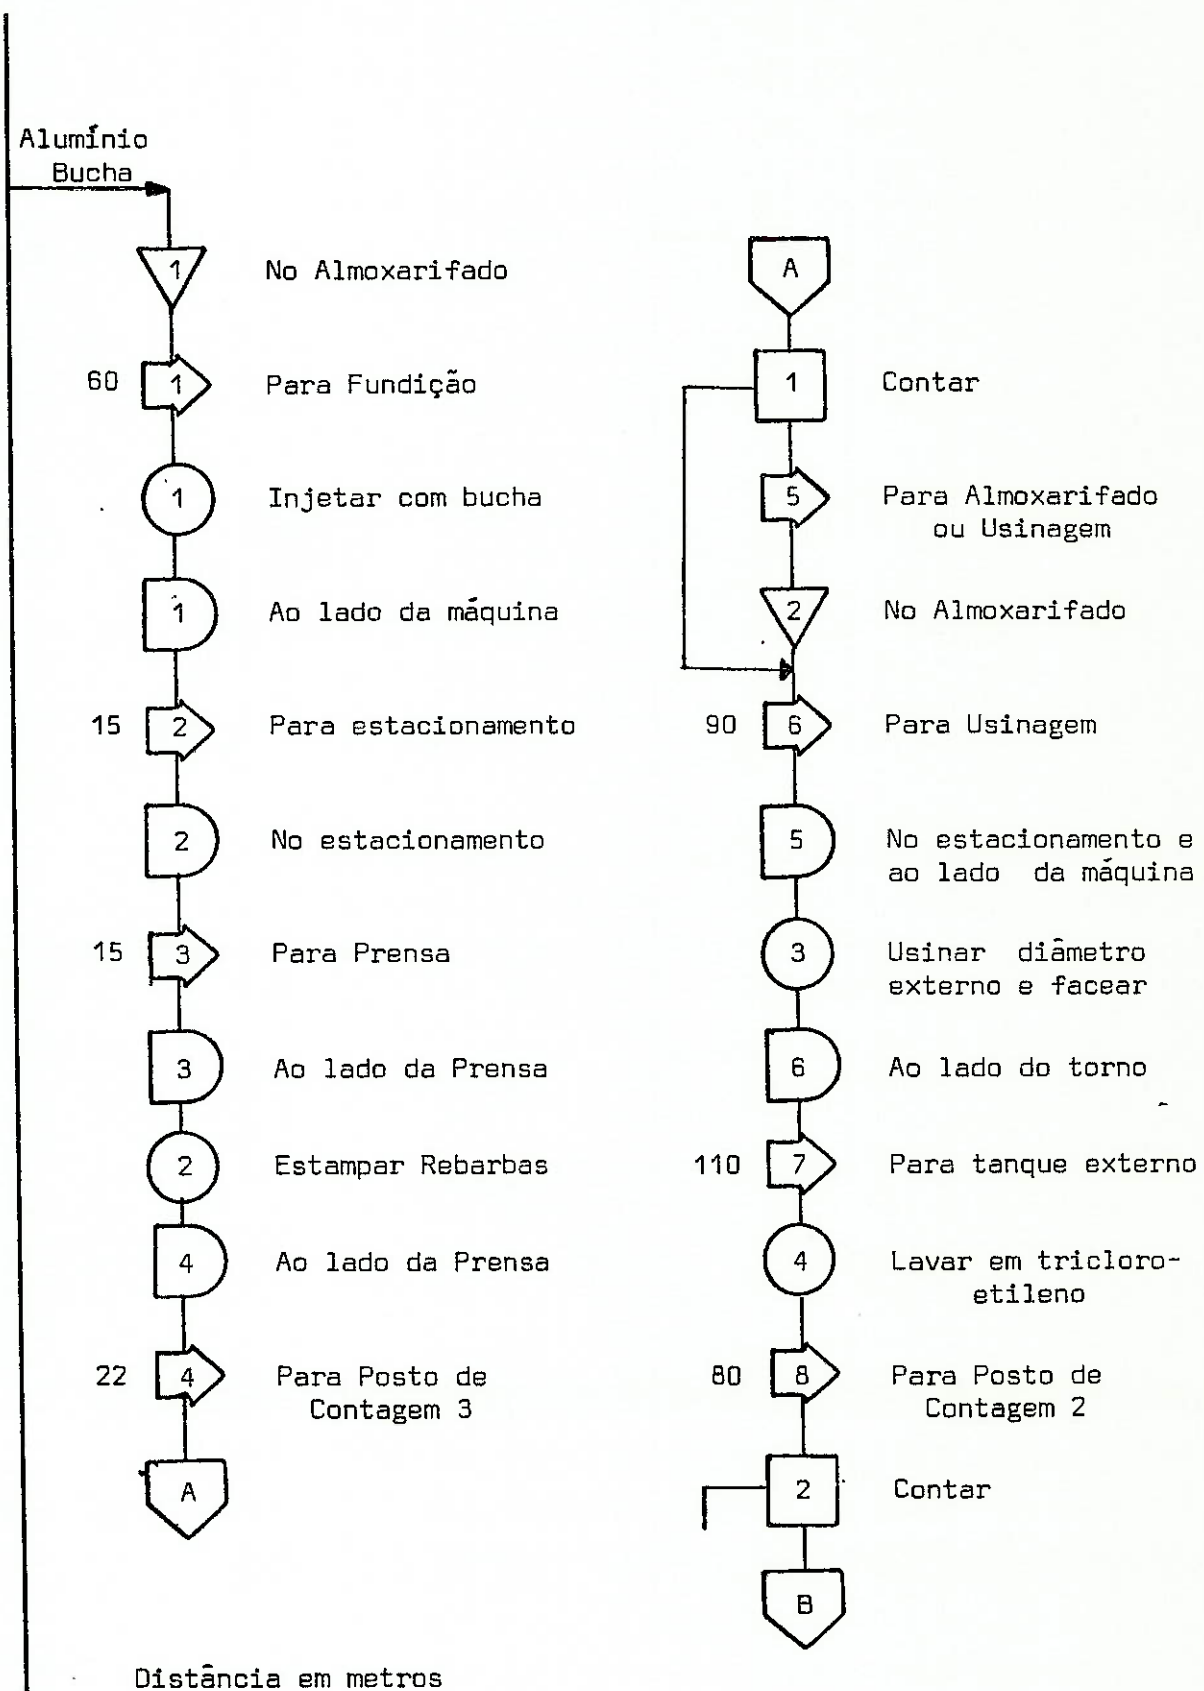 Alumínio
Bucha
1 No Almoxarifado
60 1 Para Fundição
1 Injetar com bucha
1 Ao lado da máquina
15 2 Para estacionamento
2 No estacionamento
15 3 Para Prensa
3 Ao lado da Prensa
2 Estampar Rebarbas
4 Ao lado da Prensa
22 4 Para Posto de
Contagem 3
A
A
1 Contar
5 Para Almoxarifado
ou Usinagem
2 No Almoxarifado
90 6 Para Usinagem
5 No estacionamento e
ao lado da máquina
3 Usinar diâmetro
externo e facear
6 Ao lado do torno
110 7 Para tanque externo
4 Lavar em tricloro-
etileno
80 8 Para Posto de
Contagem 2
2 Contar
B
Distância em metros